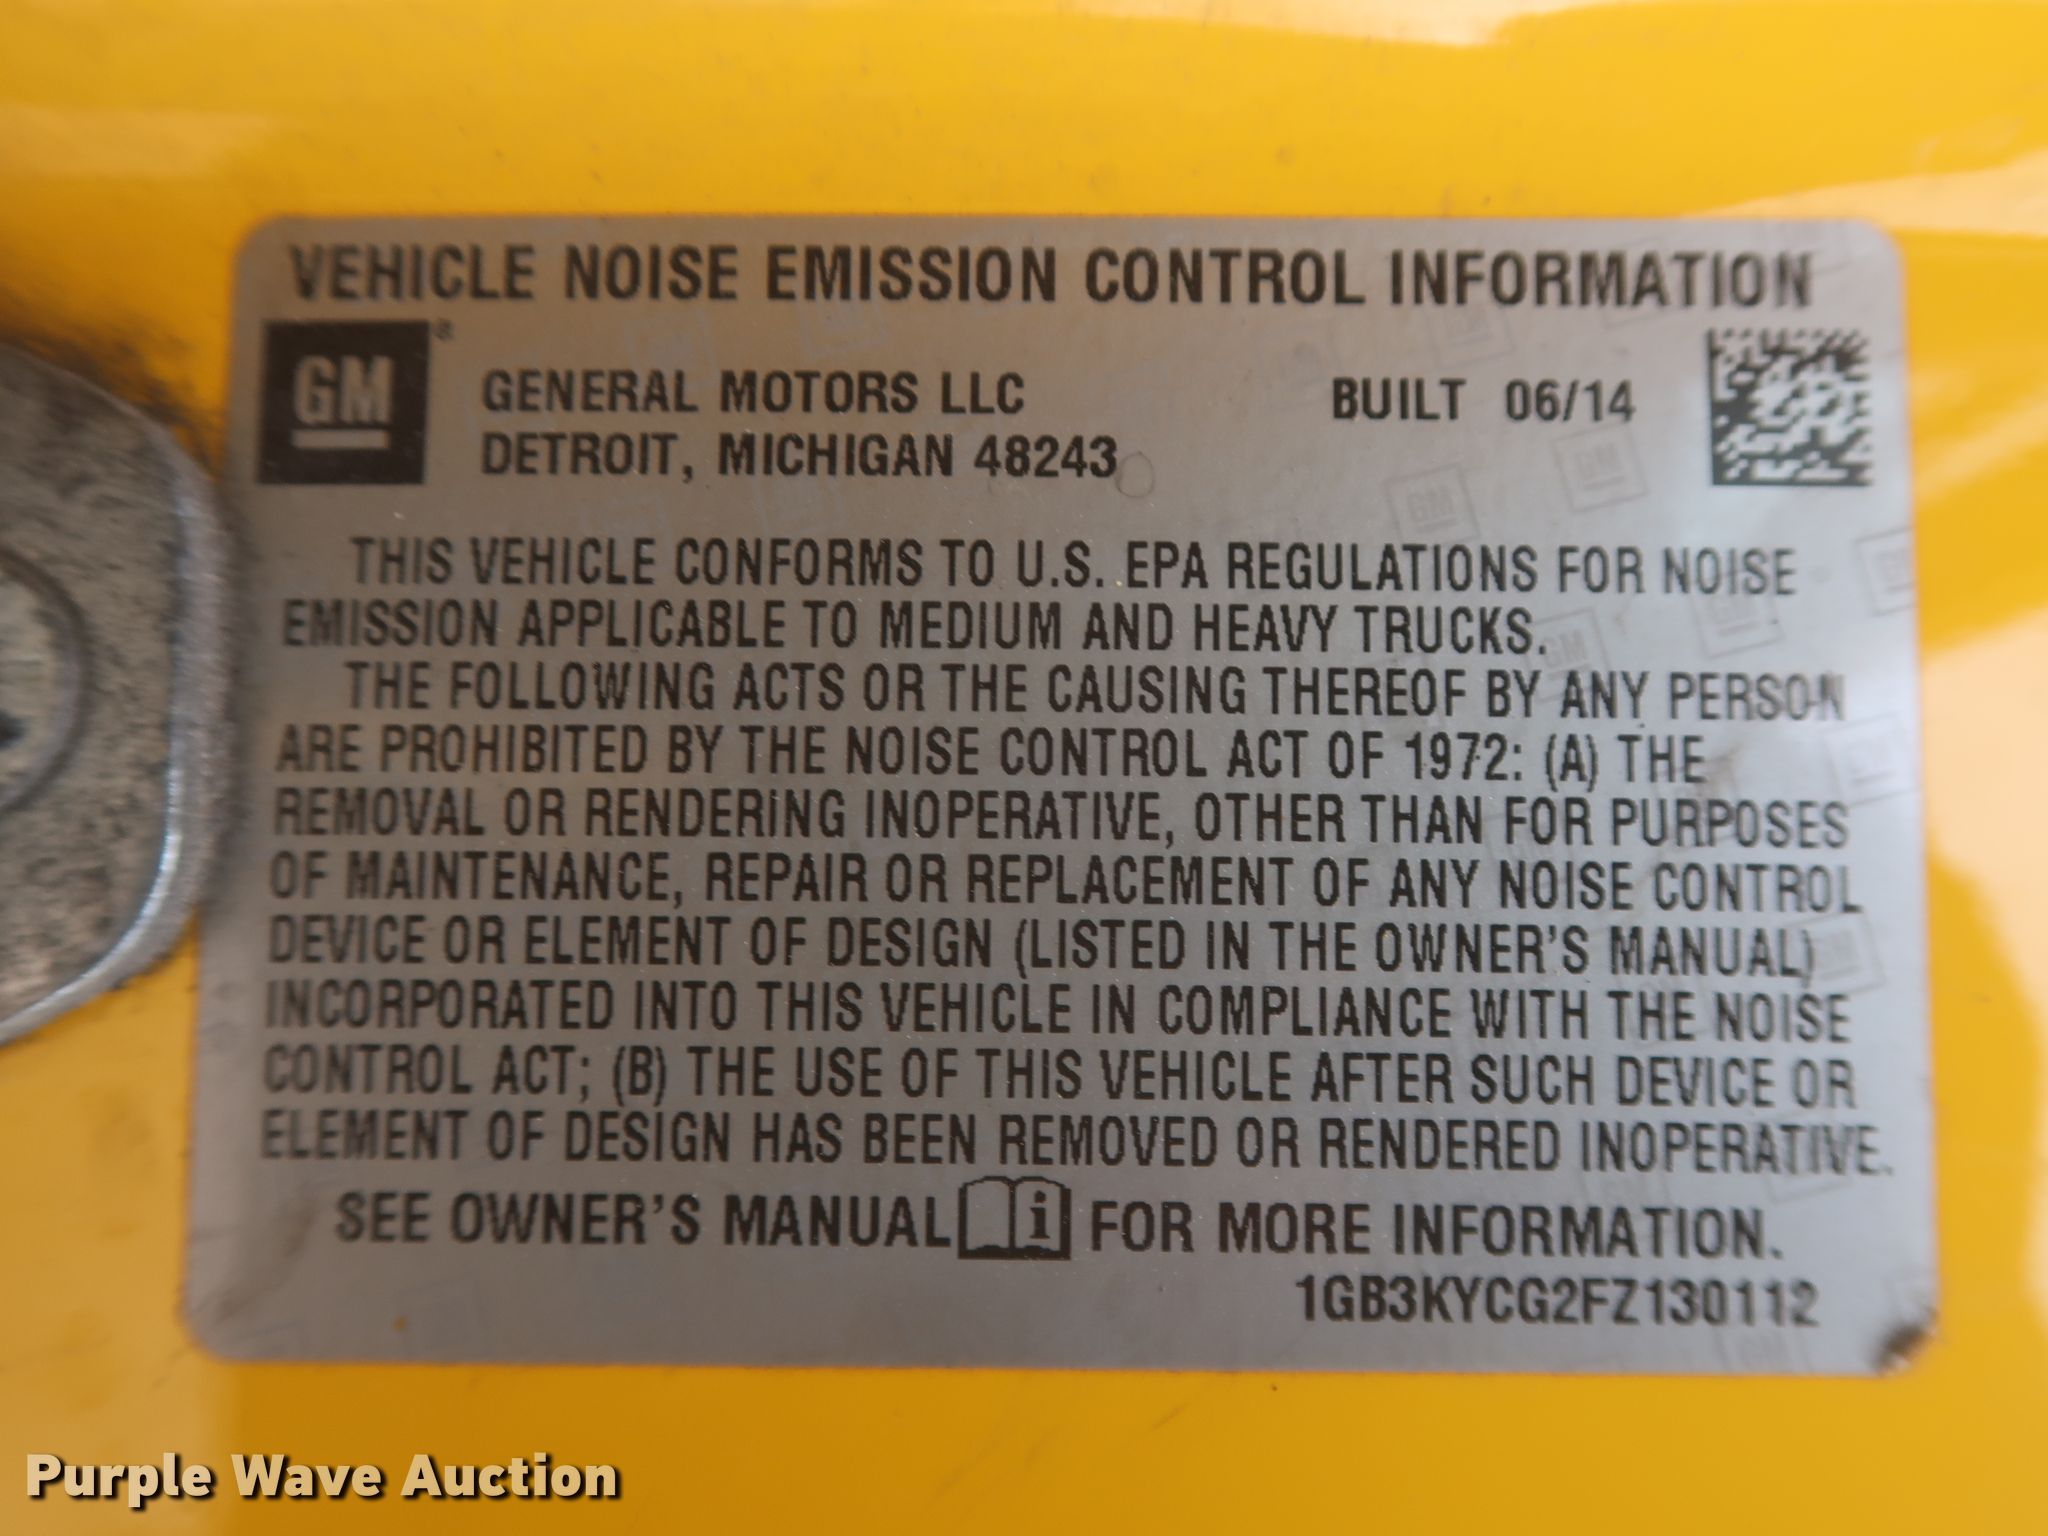 VEHICLE NOISE EMISSION CONTROL INFORMATION
GM®
GENERAL MOTORS LLC
BUILT 06/14
DETROIT, MICHIGAN 48243
THIS VEHICLE CONFORMS TO U.S. EPA REGULATIONS FOR NOISE
EMISSION APPLICABLE TO MEDIUM AND HEAVY TRUCKS.
THE FOLLOWING ACTS OR THE CAUSING THEREOF BY ANY PERSON
ARE PROHIBITED BY THE NOISE CONTROL ACT OF 1972: (A) THE
REMOVAL OR RENDERING INOPERATIVE, OTHER THAN FOR PURPOSES
OF MAINTENANCE, REPAIR OR REPLACEMENT OF ANY NOISE CONTROL
DEVICE OR ELEMENT OF DESIGN (LISTED IN THE OWNER'S MANUAL)
INCORPORATED INTO THIS VEHICLE IN COMPLIANCE WITH THE NOISE
CONTROL ACT; (B) THE USE OF THIS VEHICLE AFTER SUCH DEVICE OR
ELEMENT OF DESIGN HAS BEEN REMOVED OR RENDERED INOPERATIVE.
SEE OWNER'S MANUAL i FOR MORE INFORMATION.
1GB3KYCG2FZ130112
Purple Wave Auction